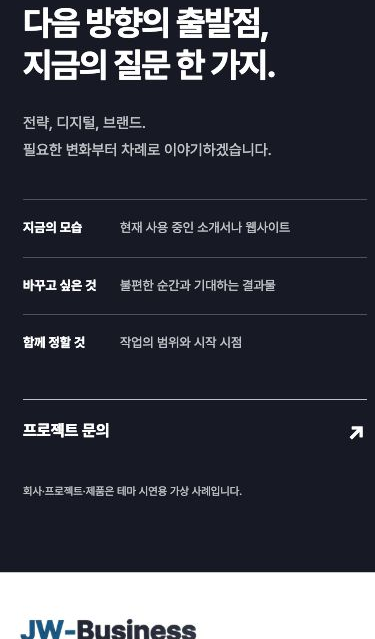 다음 방향의 출발점,
지금의 질문 한 가지.
전략, 디지털, 브랜드.
필요한 변화부터 차례로 이야기하겠습니다.
지금의 모습 현재 사용 중인 소개서나 웹사이트
바꾸고 싶은 것 불편한 순간과 기대하는 결과물
함께 정할 것 작업의 범위와 시작 시점
프로젝트 문의
회사·프로젝트·제품은 테마 시연용 가상 사례입니다.
JW-Business